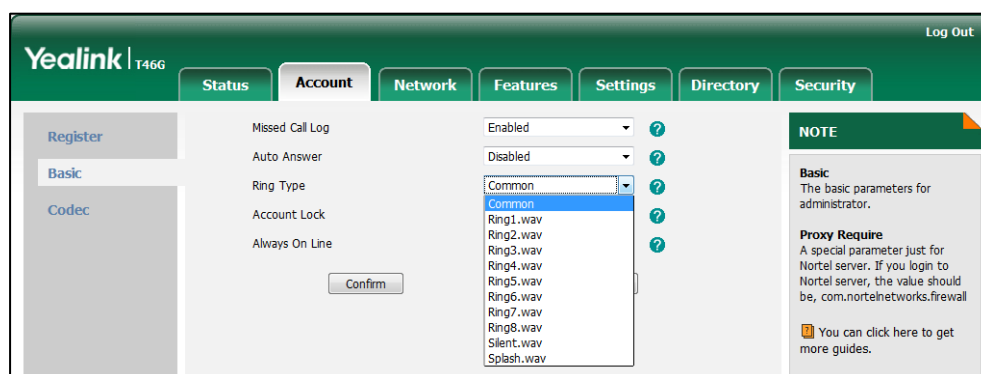 Log Out
Yealink | T46G
Status Account Network Features Settings Directory Security
Register
Basic
Codec
Missed Call Log Enabled
Auto Answer Disabled
Ring Type Common
Account Lock
Always On Line
Common
Ring1.wav
Ring2.wav
Ring3.wav
Ring4.wav
Ring5.wav
Ring6.wav
Ring7.wav
Ring8.wav
Silent.wav
Splash.wav
Confirm
NOTE
Basic
The basic parameters for
administrator.
Proxy Require
A special parameter just for
Nortel server. If you login to
Nortel server, the value should
be, com.nortelnetworks.firewall
You can click here to get
more guides.